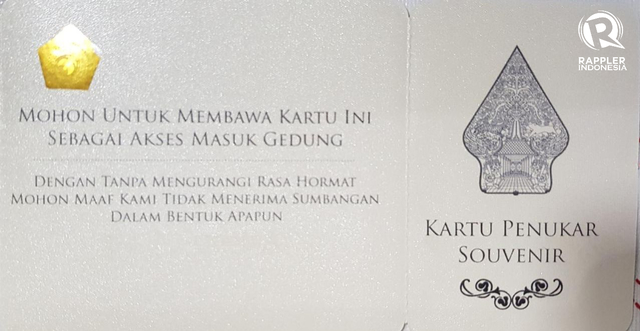 MOHON UNTUK MEMBAWA KARTU INI
SEBAGAI AKSES MASUK GEDUNG
DENGAN TANPA MENGURANGI RASA HORMAT
MOHON MAAF KAMI TIDAK MENERIMA SUMBANGAN
DALAM BENTUK APAPUN
R
RAPPLER
INDONESIA
KARTU PENUKAR
SOUVENIR